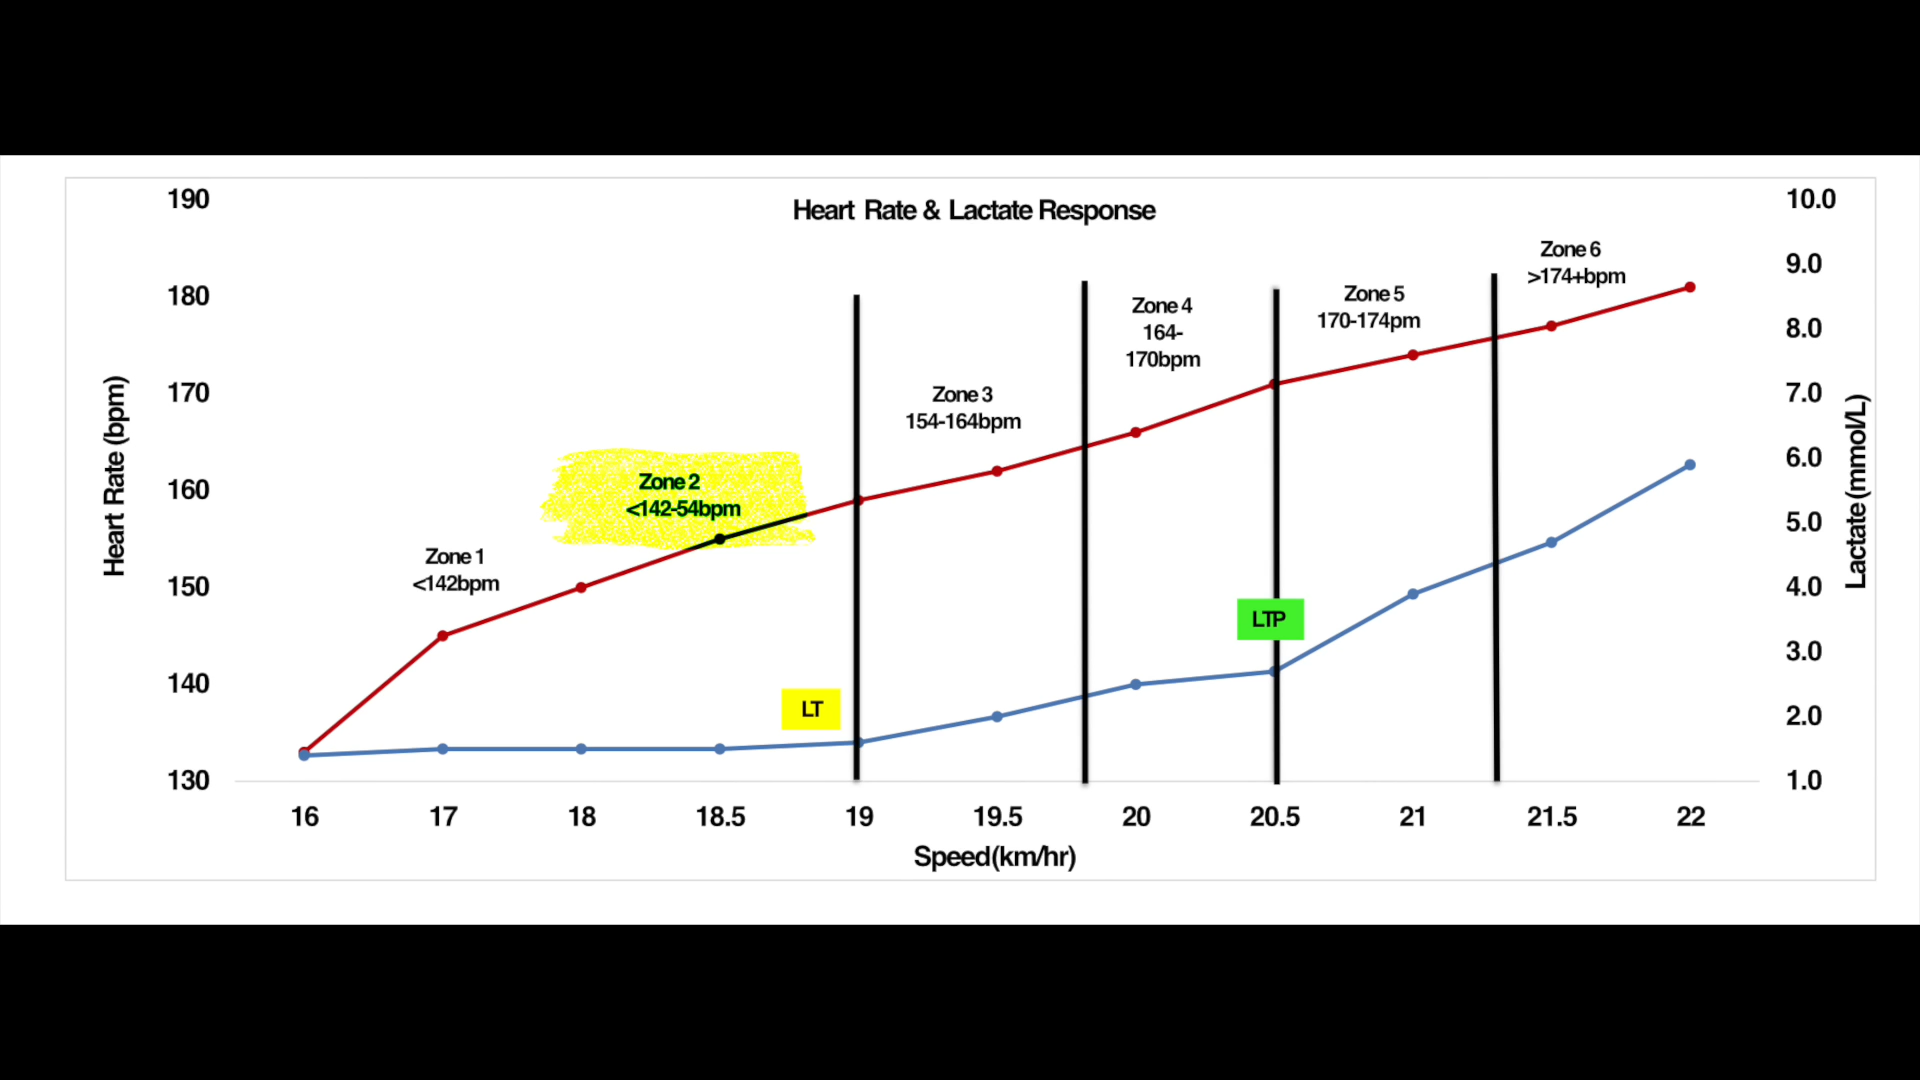 Heart Rate & Lactate Response
190
180
170
160
150
140
130
Heart Rate (bpm)
10.0
9.0
8.0
7.0
6.0
5.0
4.0
3.0
2.0
1.0
Lactate (mmol/L)
Zone 1
<142bpm
Zone 2
<142-54bpm
Zone 3
154-164bpm
Zone 4
164-
170bpm
Zone 5
170-174pm
Zone 6
>174+bpm
LT
LTP
16 17 18 18.5 19 19.5 20 20.5 21 21.5 22
Speed(km/hr)